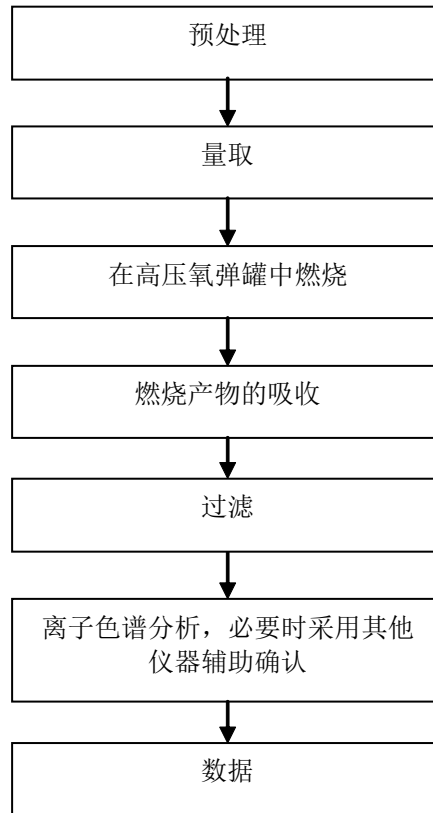 预处理
量取
在高压氧弹罐中燃烧
燃烧产物的吸收
过滤
离子色谱分析，必要时采用其他
仪器辅助确认
数据